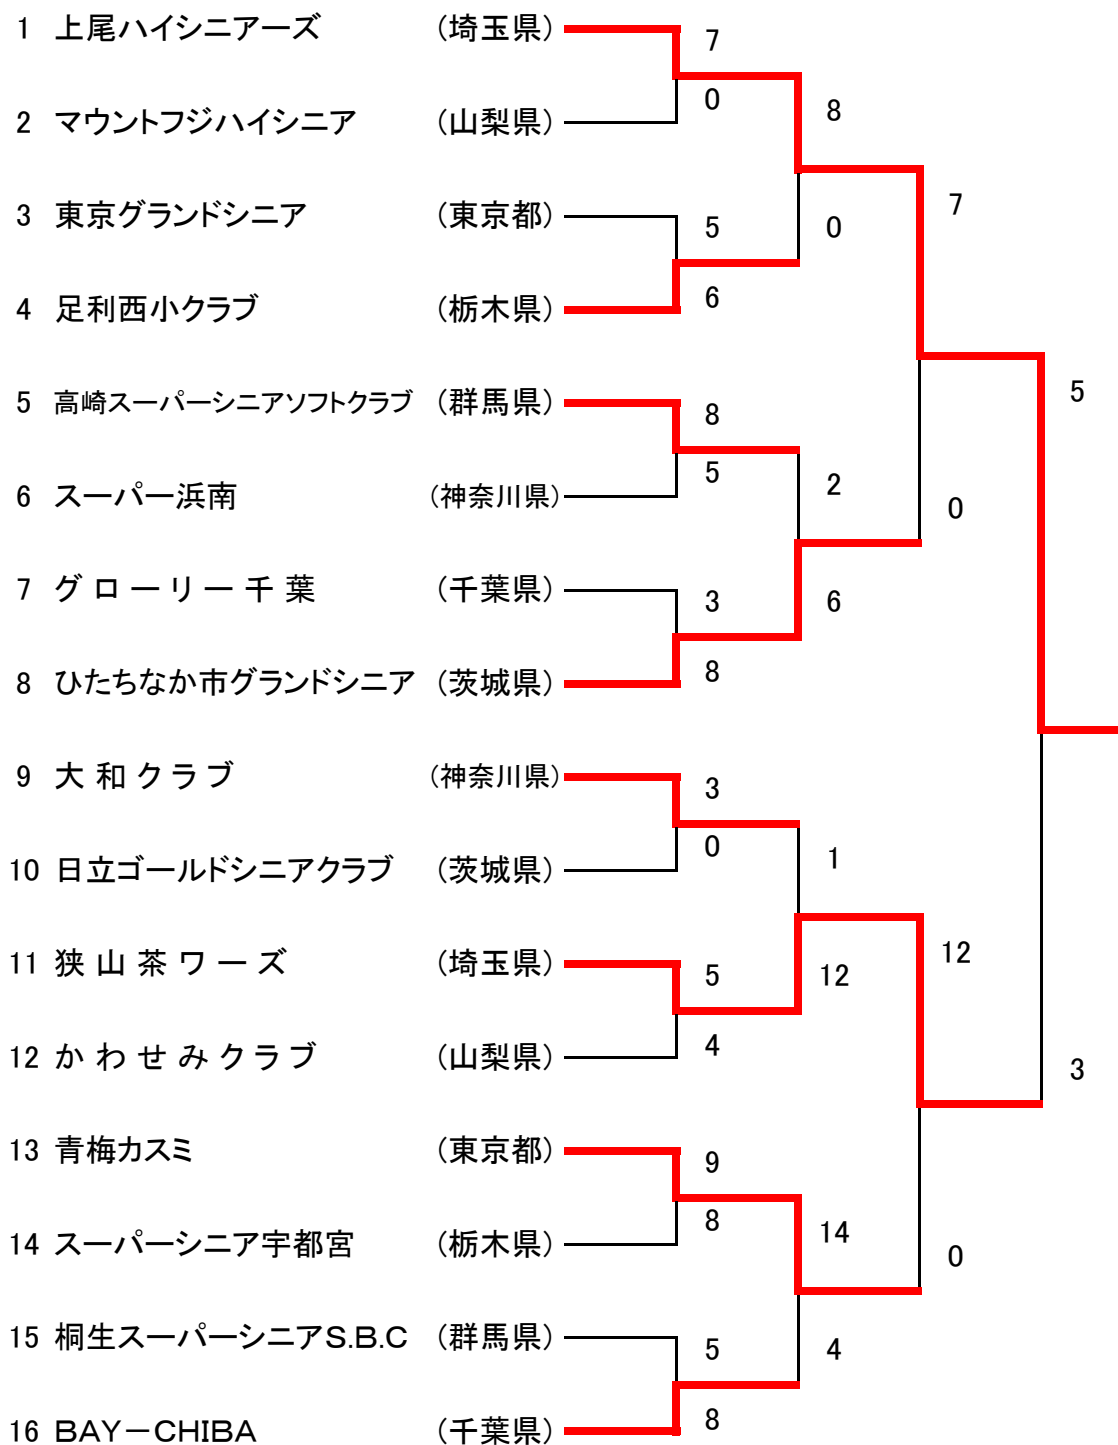 1 上尾ハイシニアーズ (埼玉県) 7
0
8
2 マウントフジハイシニア (山梨県)
7
3 東京グランドシニア (東京都) 5
0
4 足利西小クラブ (栃木県) 6
5
5 高崎スーパーシニアソフトクラブ (群馬県) 8
5
2
6 スーパー浜南 (神奈川県)
0
7 グローリー千葉 (千葉県) 3
6
8 ひたちなか市グランドシニア (茨城県) 8
9 大和クラブ (神奈川県) 3
0
1
10 日立ゴールドシニアクラブ (茨城県)
12
11 狭山茶ワーズ (埼玉県) 5
12
4
12 かわせみクラブ (山梨県)
3
13 青梅カスミ (東京都) 9
8
14
14 スーパーシニア宇都宮 (栃木県)
0
15 桐生スーパーシニアS.B.C (群馬県) 5
4
16 BAY－CHIBA (千葉県) 8